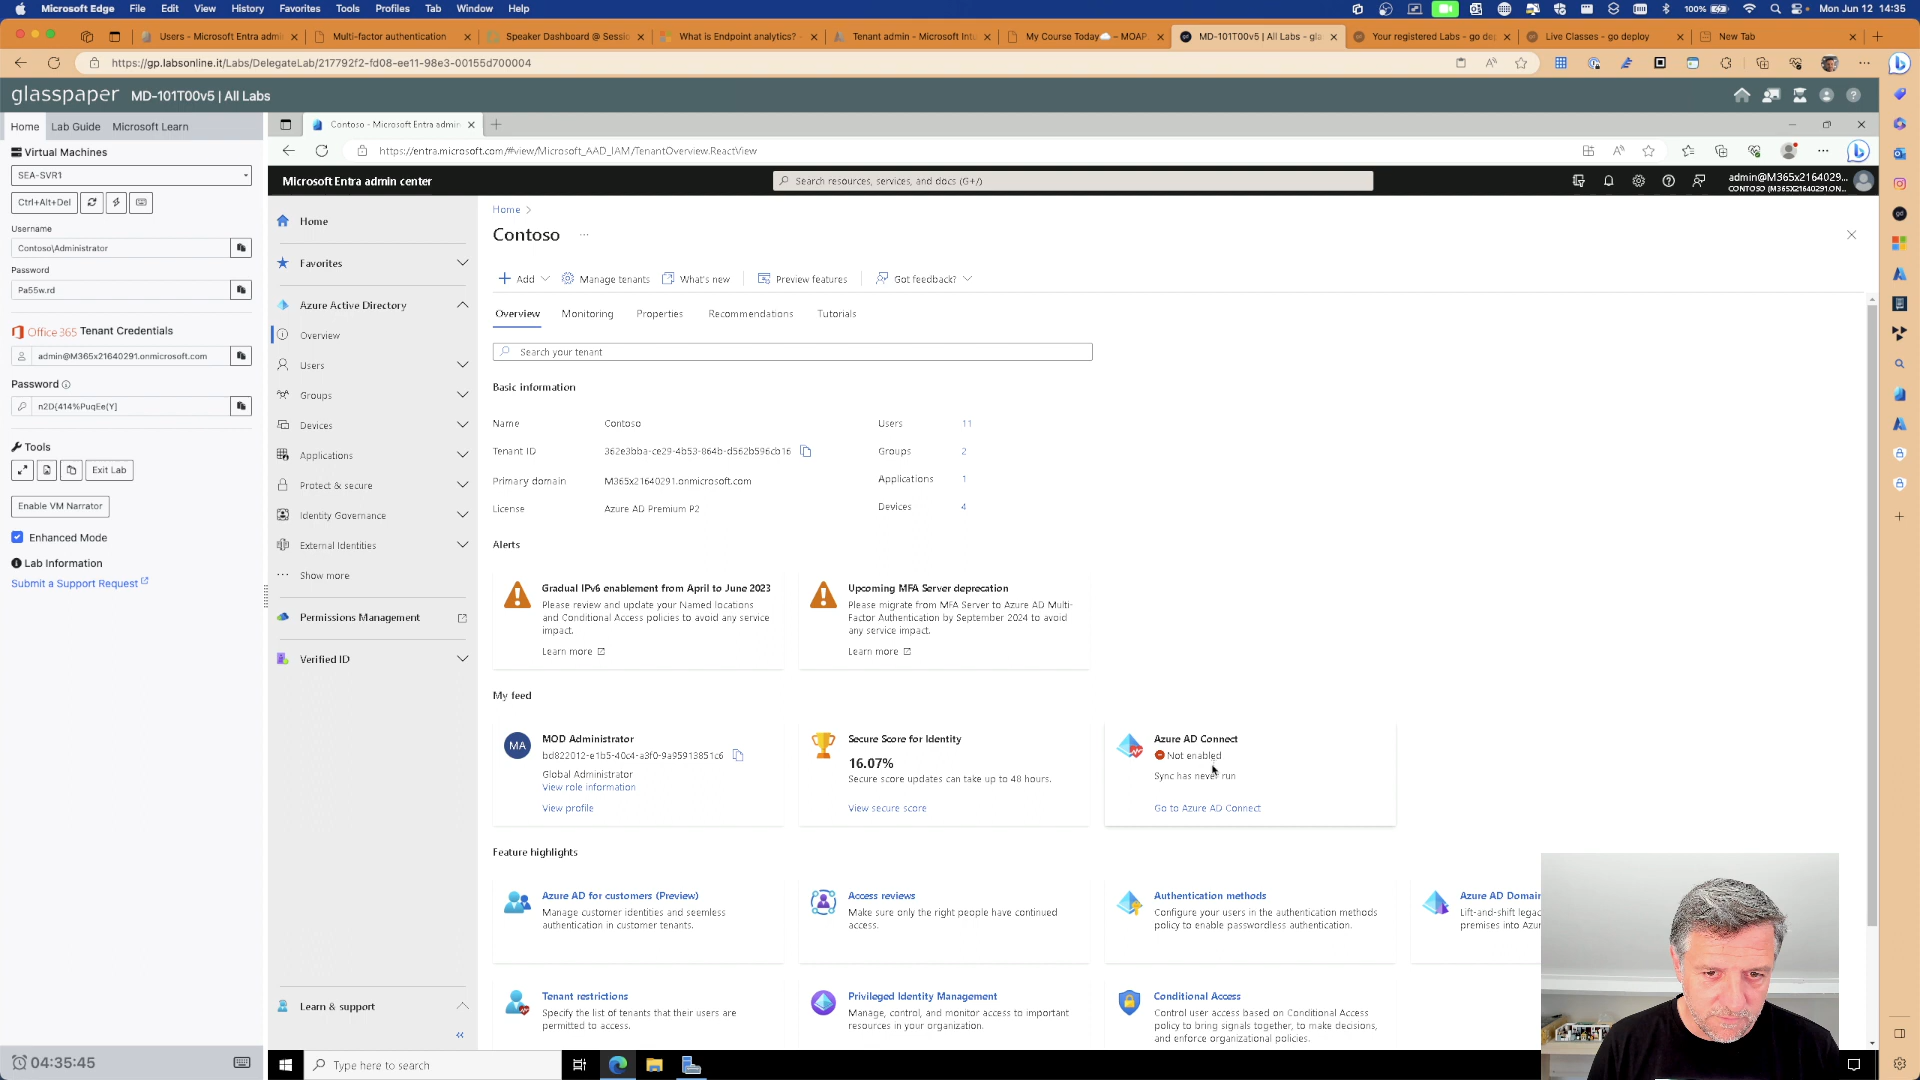 Microsoft Edge File Edit View History Favorites Tools Profiles Tab Window Help 100% Mon Jun 12 14:35
Users - Microsoft Entra admin
Multi-factor authentication
Speaker Dashboard @ Sessio
What is Endpoint analytics? -
Tenant admin - Microsoft Intu
My Course Today - MOAP.
MD-101T00v5 | All Labs - gla
Your registered Labs - go dep
Live Classes - go deploy
New Tab
https://gp.labsonline.it/Labs/DelegateLab/217792f2-fd08-ee11-98e3-00155d700004
glasspaper MD-101T00v5 | All Labs
Home Lab Guide Microsoft Learn
Virtual Machines
SEA-SVR1
Ctrl+Alt+Del
Username
Contoso\Administrator
Password
Pa55w.rd
Office 365 Tenant Credentials
admin@M365x21640291.onmicrosoft.com
Password
n2D{414%PuqEe(Y]
Tools
Exit Lab
Enable VM Narrator
Enhanced Mode
Lab Information
Submit a Support Request
04:35:45
Contoso - Microsoft Entra admin
https://entra.microsoft.com/#view/Microsoft_AAD_IAM/TenantOverview.ReactView
Microsoft Entra admin center
Search resources, services, and docs (G+/)
admin@M365x2164029...
CONTOSO (M365X21640291.ON...
Home
Favorites
Azure Active Directory
Overview
Users
Groups
Devices
Applications
Protect & secure
Identity Governance
External Identities
Show more
Permissions Management
Verified ID
Learn & support
Home >
Contoso ...
Add Manage tenants What's new Preview features Got feedback?
Overview Monitoring Properties Recommendations Tutorials
Search your tenant
Basic information
Name Contoso Users 11
Tenant ID 362e3bba-ce29-4b53-864b-d562b596cb16 Groups 2
Primary domain M365x21640291.onmicrosoft.com Applications 1
License Azure AD Premium P2 Devices 4
Alerts
Gradual IPv6 enablement from April to June 2023
Please review and update your Named locations
and Conditional Access policies to avoid any service
impact.
Learn more
Upcoming MFA Server deprecation
Please migrate from MFA Server to Azure AD Multi-
Factor Authentication by September 2024 to avoid
any service impact.
Learn more
My feed
MA
MOD Administrator
bd822012-e1b5-40c4-a3f0-9a95913851c6
Global Administrator
View role information
View profile
Secure Score for Identity
16.07%
Secure score updates can take up to 48 hours.
View secure score
Azure AD Connect
Not enabled
Sync has never run
Go to Azure AD Connect
Feature highlights
Azure AD for customers (Preview)
Manage customer identities and seemless
authentication in customer tenants.
Access reviews
Make sure only the right people have continued
access.
Authentication methods
Configure your users in the authentication methods
policy to enable passwordless authentication.
Azure AD Domain
Lift-and-shift legac
premises into Azur
Tenant restrictions
Specify the list of tenants that their users are
permitted to access.
Privileged Identity Management
Manage, control, and monitor access to important
resources in your organization.
Conditional Access
Control user access based on Conditional Access
policy to bring signals together, to make decisions,
and enforce organizational policies.
Type here to search